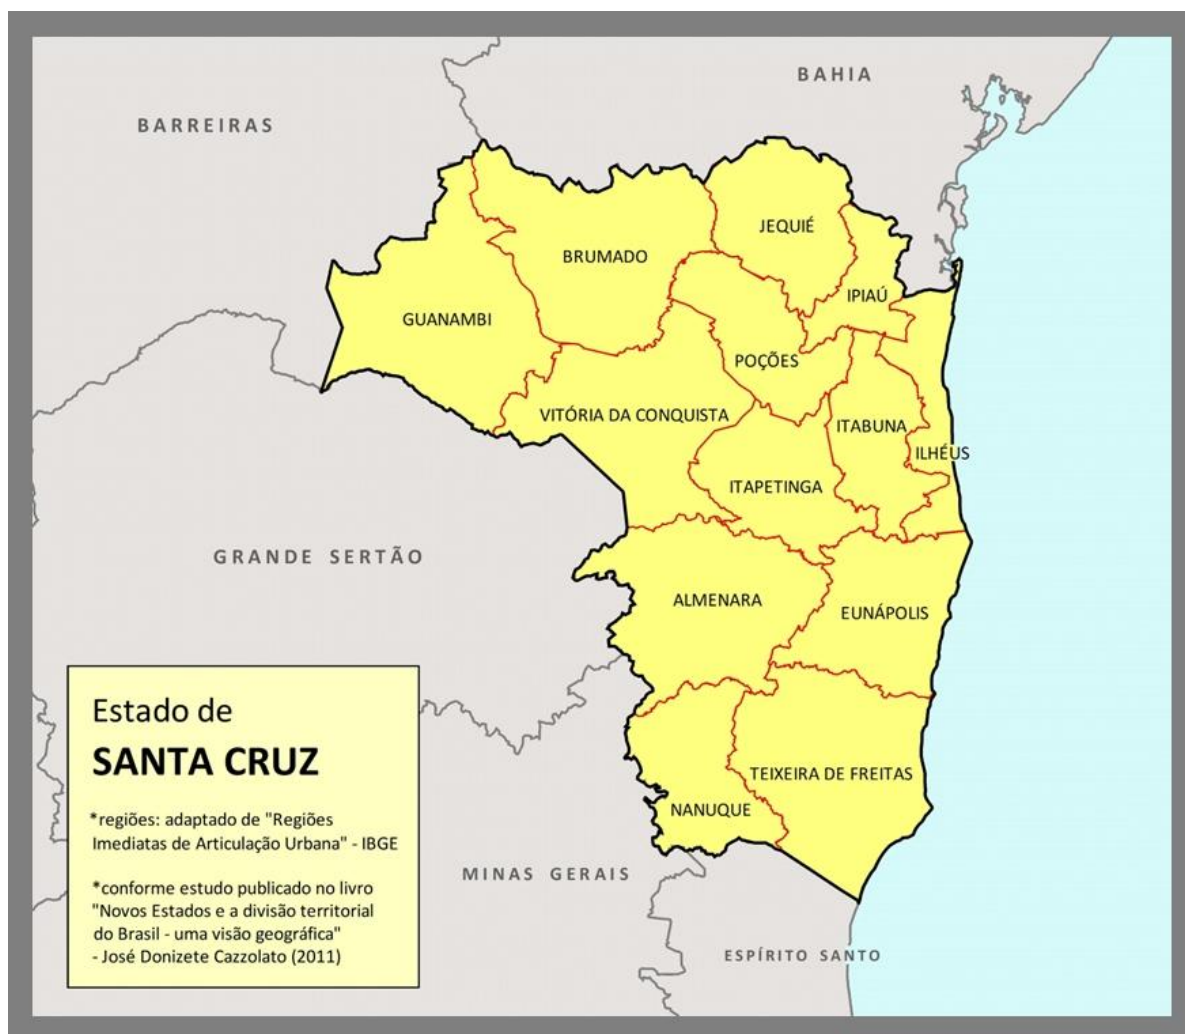 BAHIA
BARREIRAS
JEQUIÉ
BRUMADO
IPIAÚ
GUANAMBI
POÇÕES
VITÓRIA DA CONQUISTA
ITABUNA
ILHÉUS
ITAPETINGA
GRANDE SERTÃO
ALMENARA
EUNÁPOLIS
TEIXEIRA DE FREITAS
NANUQUE
MINAS GERAIS
ESPÍRITO SANTO
Estado de
SANTA CRUZ
*regiões: adaptado de "Regiões
Imediatas de Articulação Urbana" - IBGE
*conforme estudo publicado no livro
"Novos Estados e a divisão territorial
do Brasil - uma visão geográfica"
- José Donizete Cazzolato (2011)